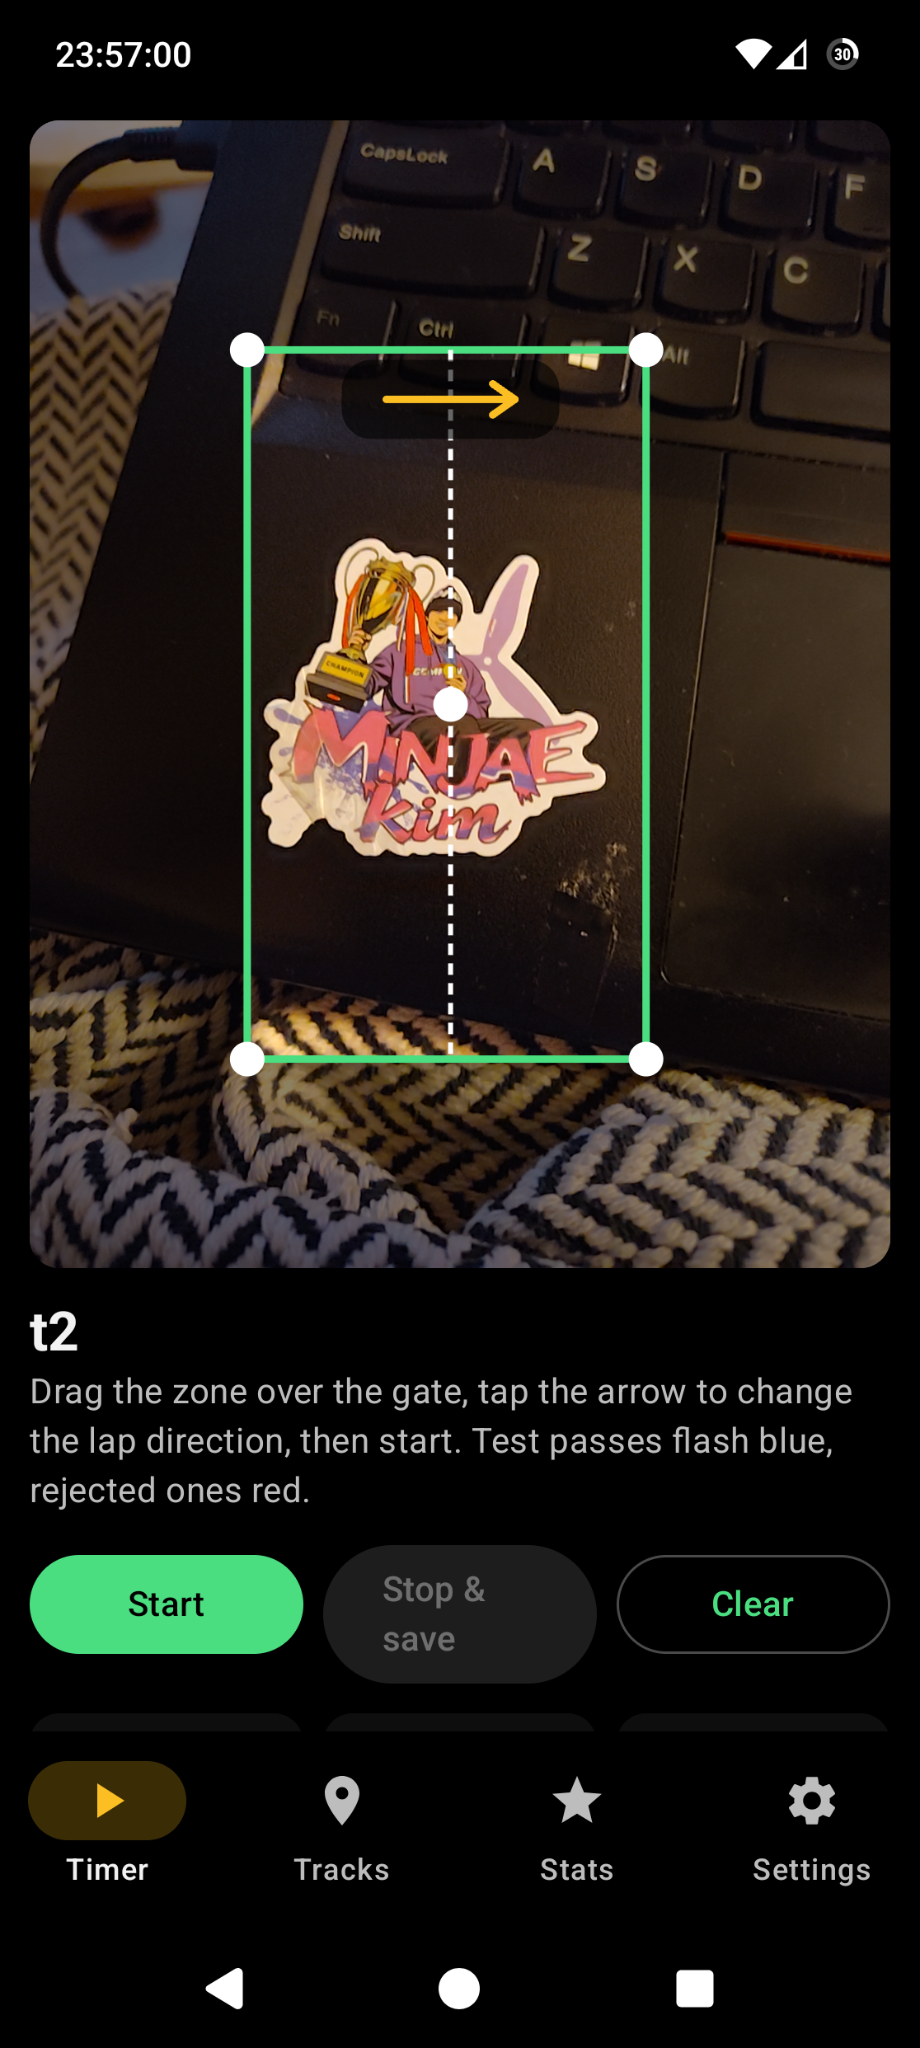 23:57:00
30
CapsLock
A
S
D
F
Shift
Z
X
C
Fn
Ctrl
Alt
CHAMPION
MINJAE
Kim
t2
Drag the zone over the gate, tap the arrow to change
the lap direction, then start. Test passes flash blue,
rejected ones red.
Start
Stop &
save
Clear
Timer
Tracks
Stats
Settings